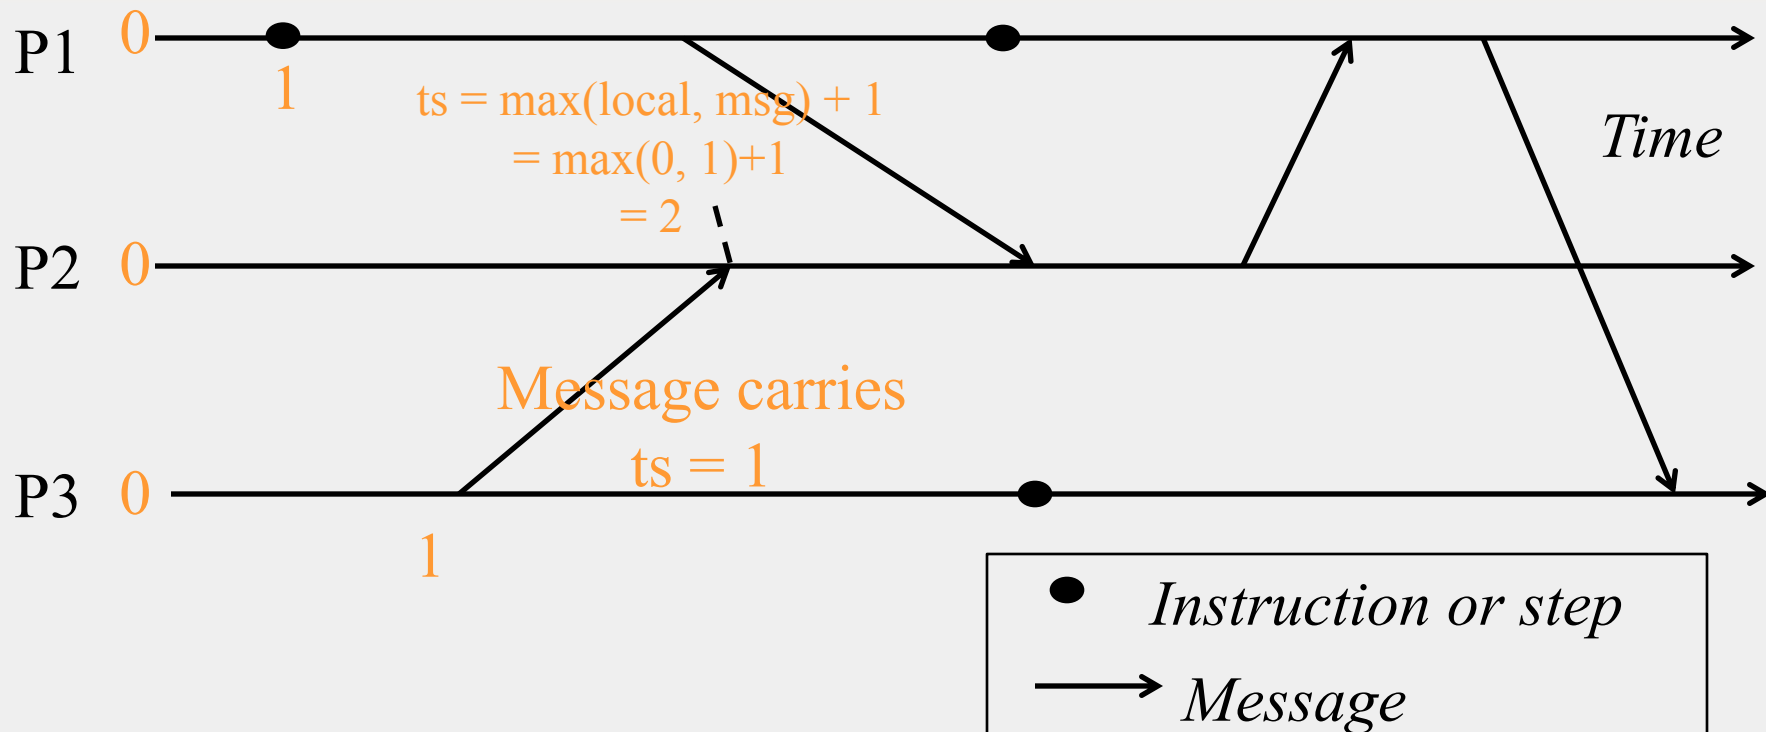 P1
0
1
ts = max(local, msg) + 1
= max(0, 1)+1
= 2
Time
P2
0
Message carries
ts = 1
P3
0
1
Instruction or step
Message